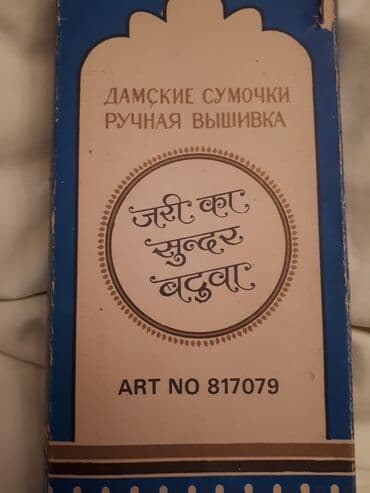 ДАМСКИЕ СУМОЧКИ
РУЧНАЯ ВЫШИВКА
जरी का
सुन्दर
बटुवा
ART NO 817079